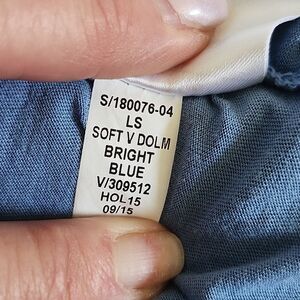 S/180076-04
LS
SOFT V DOLM
BRIGHT
BLUE
V/309512
HOL15
09/15